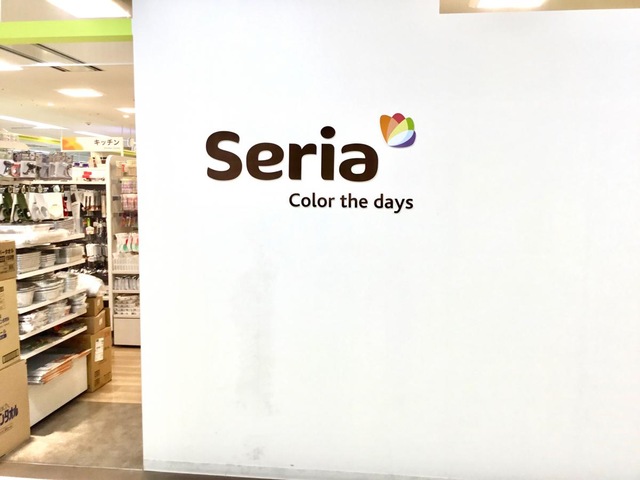 キッチン
Seria
Color the days